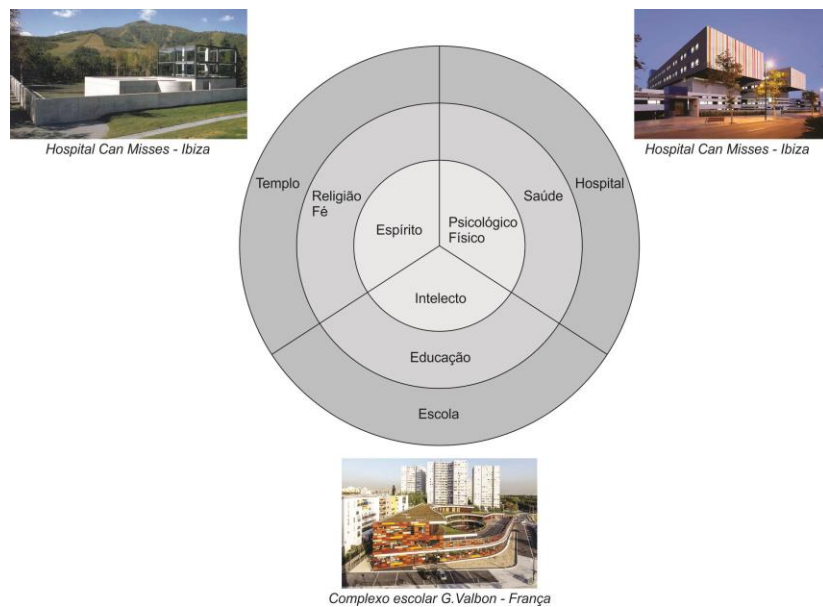 Hospital Can Misses - Ibiza
Hospital Can Misses - Ibiza
Templo
Religião
Fé
Espírito
Psicológico
Físico
Saúde
Hospital
Intelecto
Educação
Escola
Complexo escolar G.Valbon - França